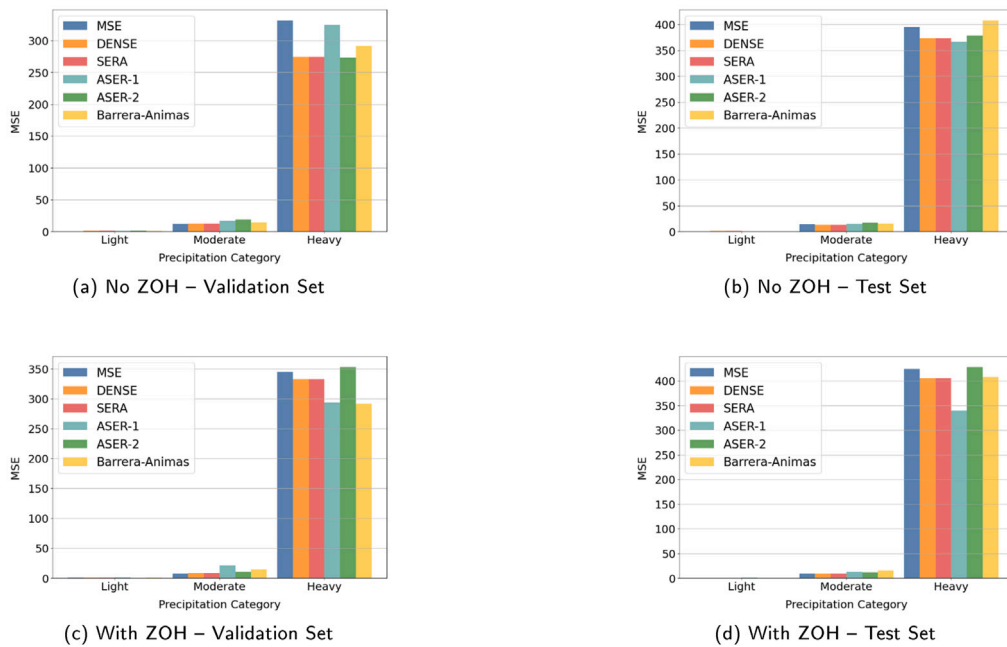 MSE
300
250
200
150
100
50
0
MSE
DENSE
SERA
ASER-1
ASER-2
Barrera-Animas
Light Moderate Heavy
Precipitation Category
(a) No ZOH – Validation Set
MSE
400
350
300
250
200
150
100
50
0
MSE
DENSE
SERA
ASER-1
ASER-2
Barrera-Animas
Light Moderate Heavy
Precipitation Category
(b) No ZOH – Test Set
MSE
350
300
250
200
150
100
50
0
MSE
DENSE
SERA
ASER-1
ASER-2
Barrera-Animas
Light Moderate Heavy
Precipitation Category
(c) With ZOH – Validation Set
MSE
400
350
300
250
200
150
100
50
0
MSE
DENSE
SERA
ASER-1
ASER-2
Barrera-Animas
Light Moderate Heavy
Precipitation Category
(d) With ZOH – Test Set